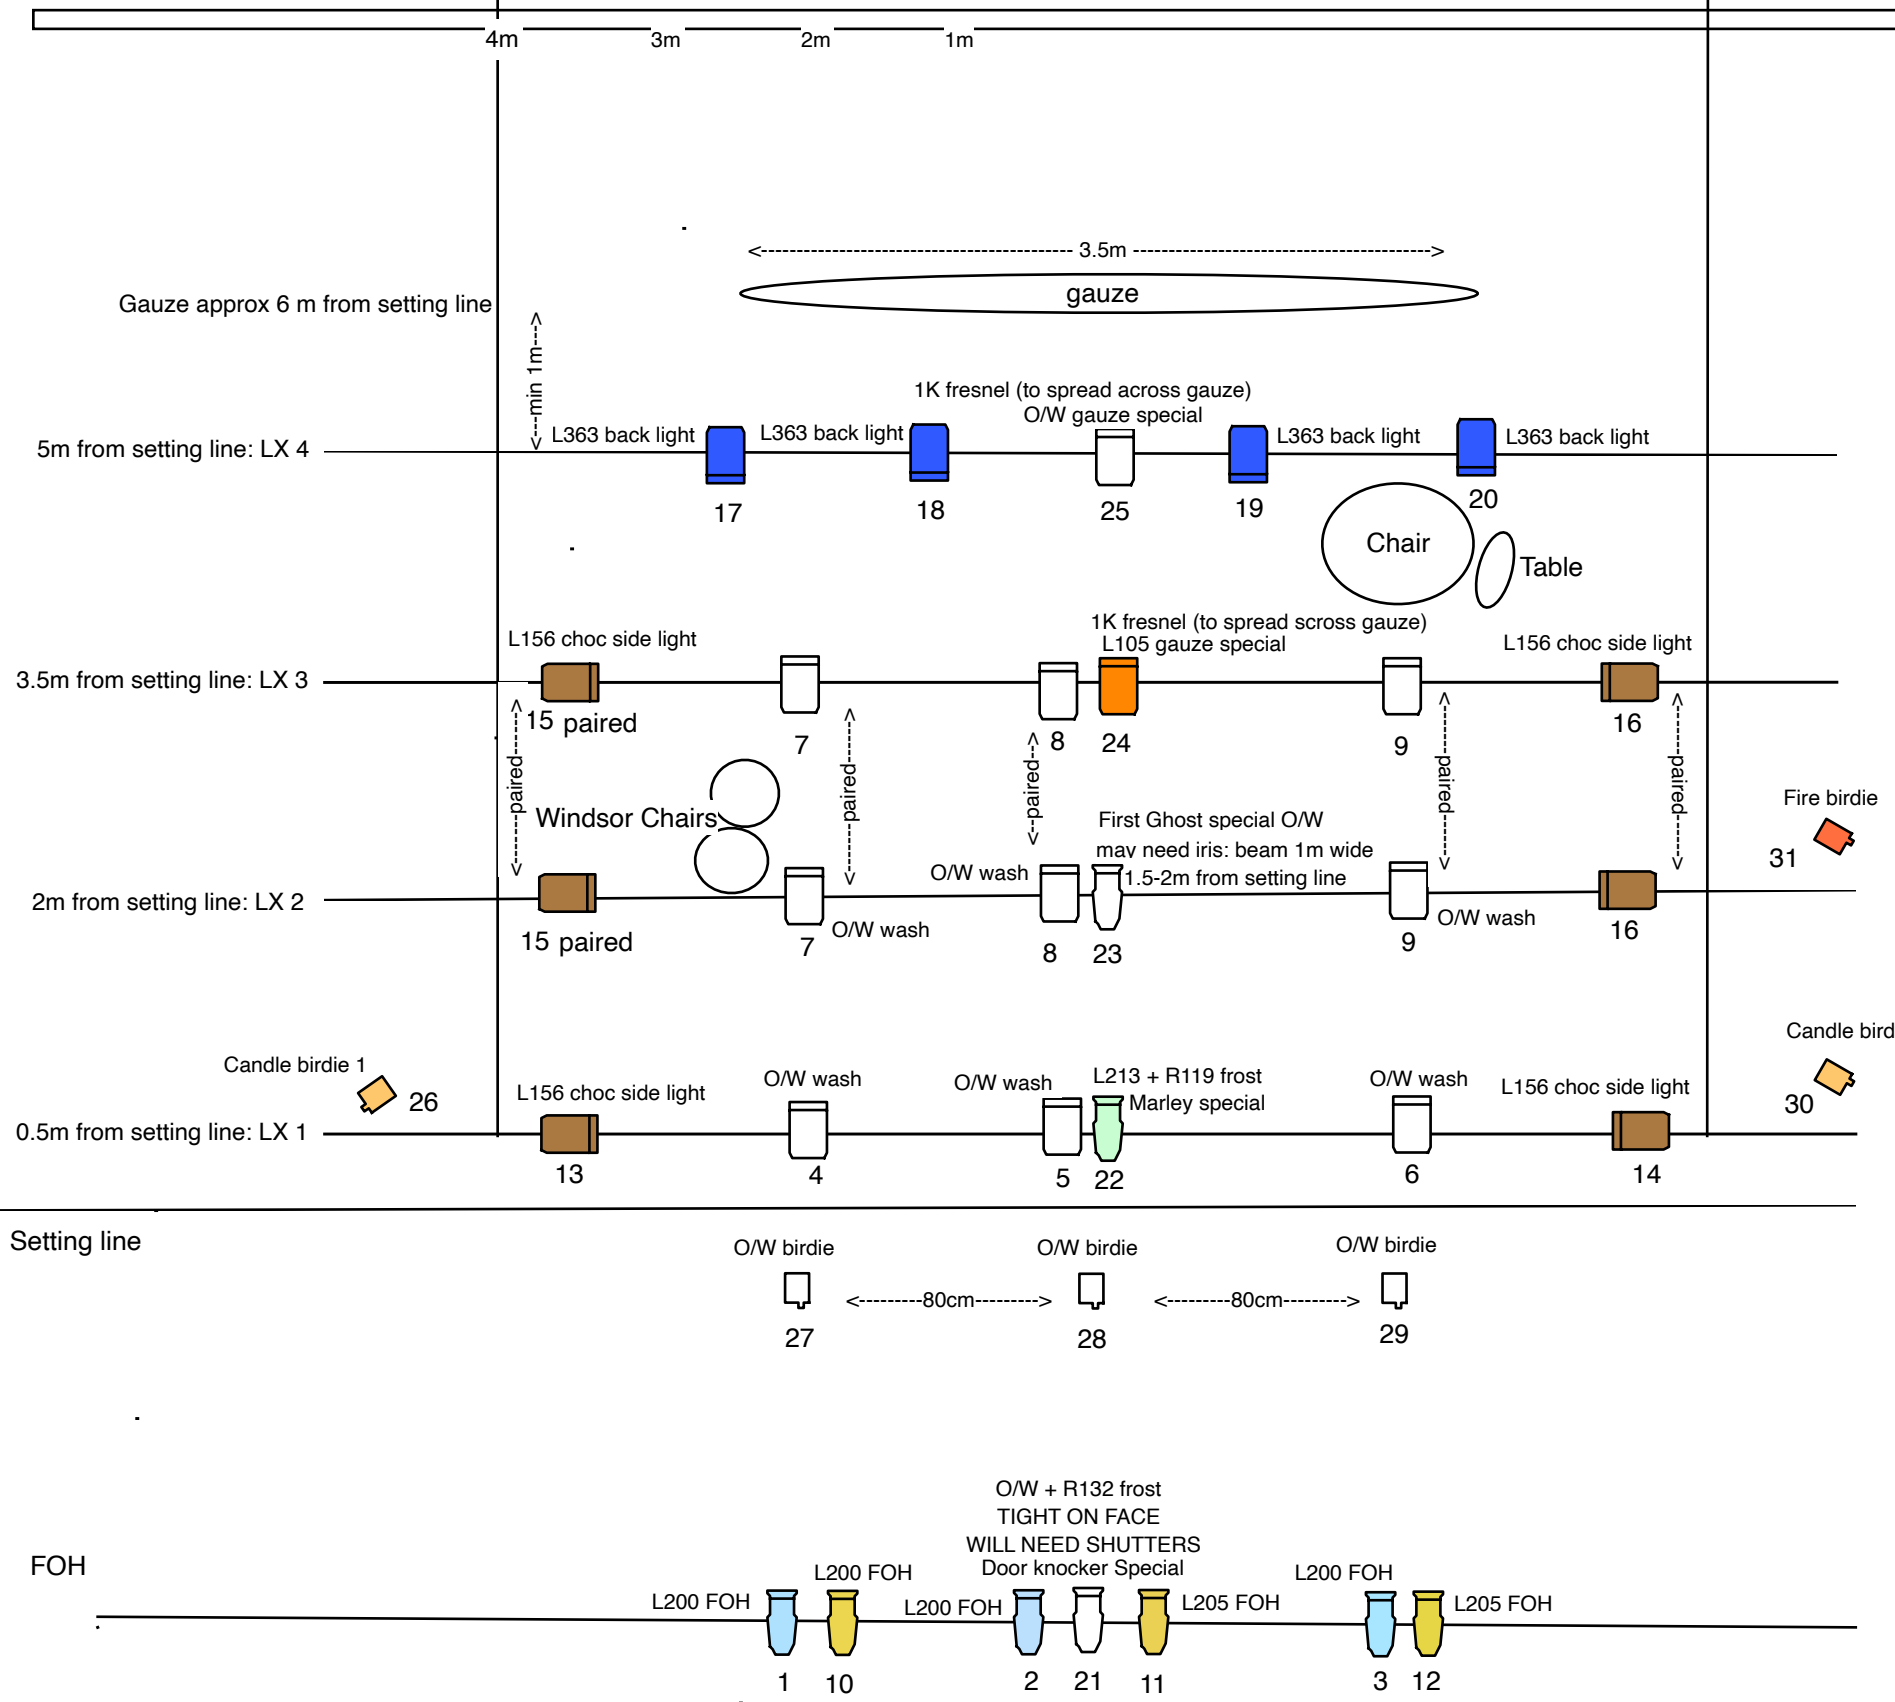 4m 3m 2m 1m
<---------- 3.5m ---------->
gauze
Gauze approx 6 m from setting line
<---min 1m--->
1K fresnel (to spread across gauze)
O/W gauze special
5m from setting line: LX 4
L363 back light
L363 back light
L363 back light
L363 back light
17
18
25
19
20
Chair
Table
1K fresnel (to spread scross gauze)
L105 gauze special
L156 choc side light
L156 choc side light
3.5m from setting line: LX 3
15 paired
7
8
24
9
16
<----paired---->
<----paired---->
<--paired-->
<----paired---->
<----paired---->
Windsor Chairs
Fire birdie
31
First Ghost special O/W
may need iris: beam 1m wide
1.5-2m from setting line
O/W wash
2m from setting line: LX 2
O/W wash
O/W wash
15 paired
7
8
23
9
16
Candle birdie 1
26
Candle bird
30
L156 choc side light
O/W wash
O/W wash
L213 + R119 frost
Marley special
O/W wash
L156 choc side light
0.5m from setting line: LX 1
13
4
5
22
6
14
Setting line
O/W birdie
O/W birdie
O/W birdie
<---------80cm--------->
<---------80cm--------->
27
28
29
O/W + R132 frost
TIGHT ON FACE
WILL NEED SHUTTERS
Door knocker Special
FOH
L200 FOH
L200 FOH
L200 FOH
L205 FOH
L200 FOH
L205 FOH
1
10
2
21
11
3
12